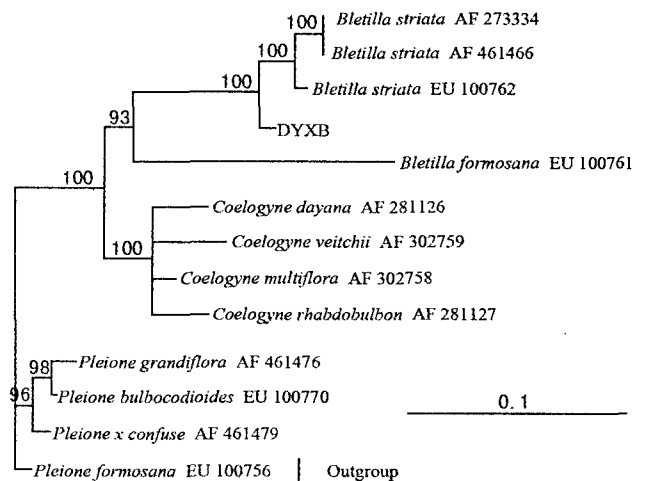 100 Bletilla striata AF 273334
100 Bletilla striata AF 461466
100 Bletilla striata EU 100762
93 DYXB
Bletilla formosana EU 100761
100
Coelogyne dayana AF 281126
100 Coelogyne veitchii AF 302759
Coelogyne multiflora AF 302758
Coelogyne rhabdobulbon AF 281127
98 Pleione grandiflora AF 461476
96 Pleione bulbocodioides EU 100770
0.1
Pleione x confuse AF 461479
Pleione formosana EU 100756 Outgroup